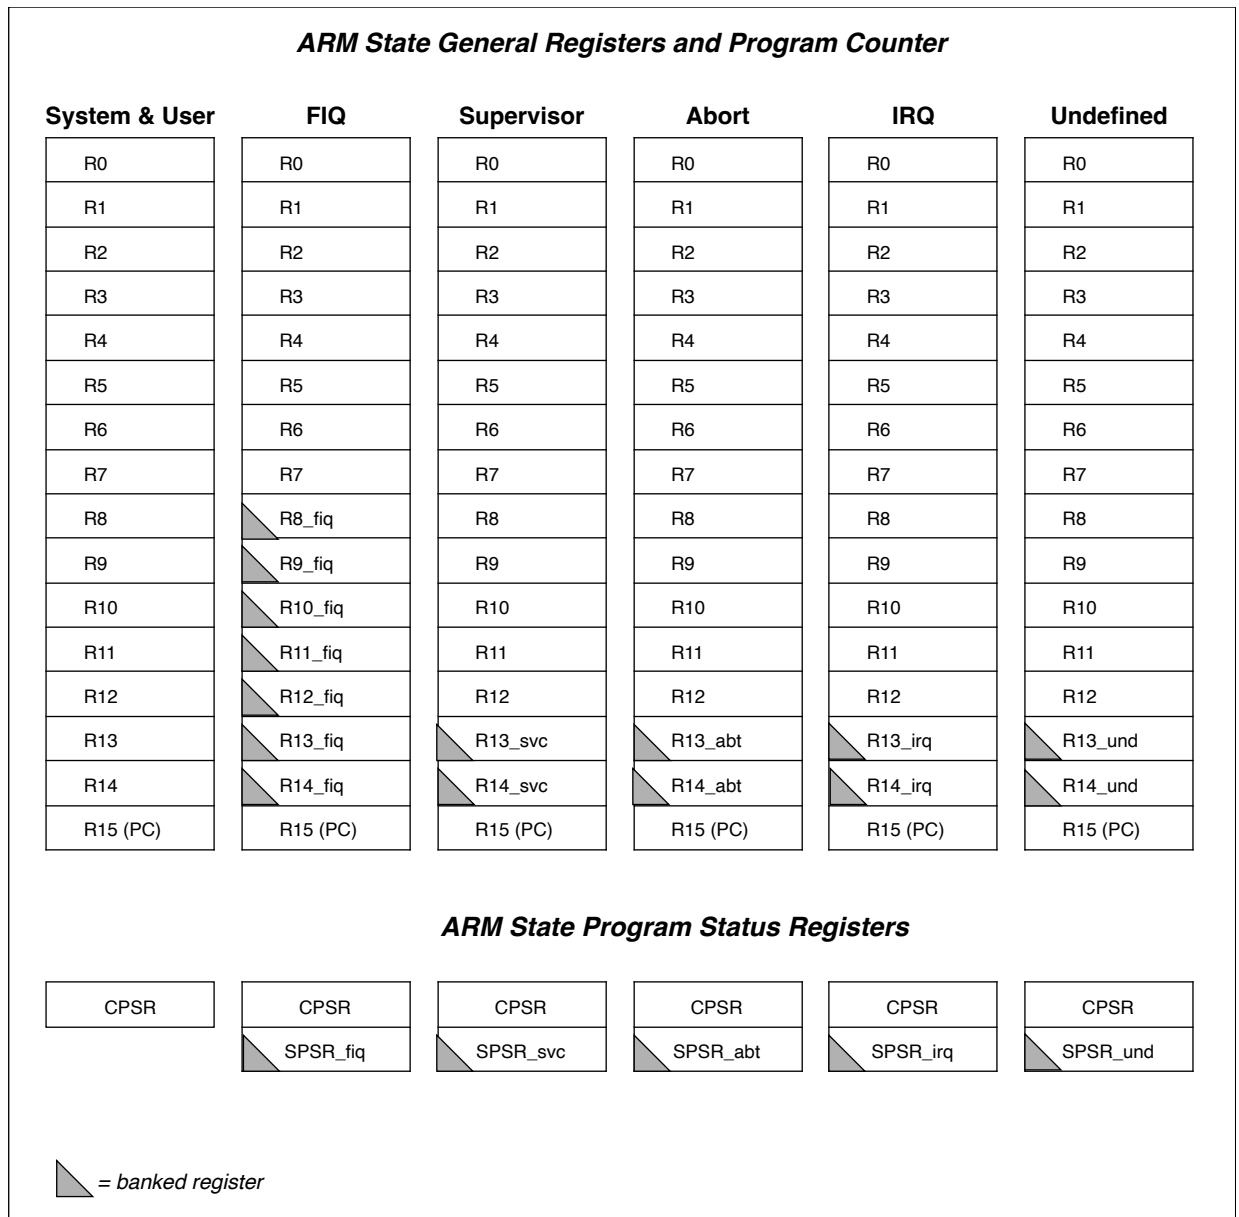 ARM State General Registers and Program Counter
System & User FIQ Supervisor Abort IRQ Undefined
R0 R0 R0 R0 R0 R0
R1 R1 R1 R1 R1 R1
R2 R2 R2 R2 R2 R2
R3 R3 R3 R3 R3 R3
R4 R4 R4 R4 R4 R4
R5 R5 R5 R5 R5 R5
R6 R6 R6 R6 R6 R6
R7 R7 R7 R7 R7 R7
R8 R8_fiq R8 R8 R8 R8
R9 R9_fiq R9 R9 R9 R9
R10 R10_fiq R10 R10 R10 R10
R11 R11_fiq R11 R11 R11 R11
R12 R12_fiq R12 R12 R12 R12
R13 R13_fiq R13_svc R13_abt R13_irq R13_und
R14 R14_fiq R14_svc R14_abt R14_irq R14_und
R15 (PC) R15 (PC) R15 (PC) R15 (PC) R15 (PC) R15 (PC)
ARM State Program Status Registers
CPSR CPSR CPSR CPSR CPSR CPSR
SPSR_fiq SPSR_svc SPSR_abt SPSR_irq SPSR_und
= banked register